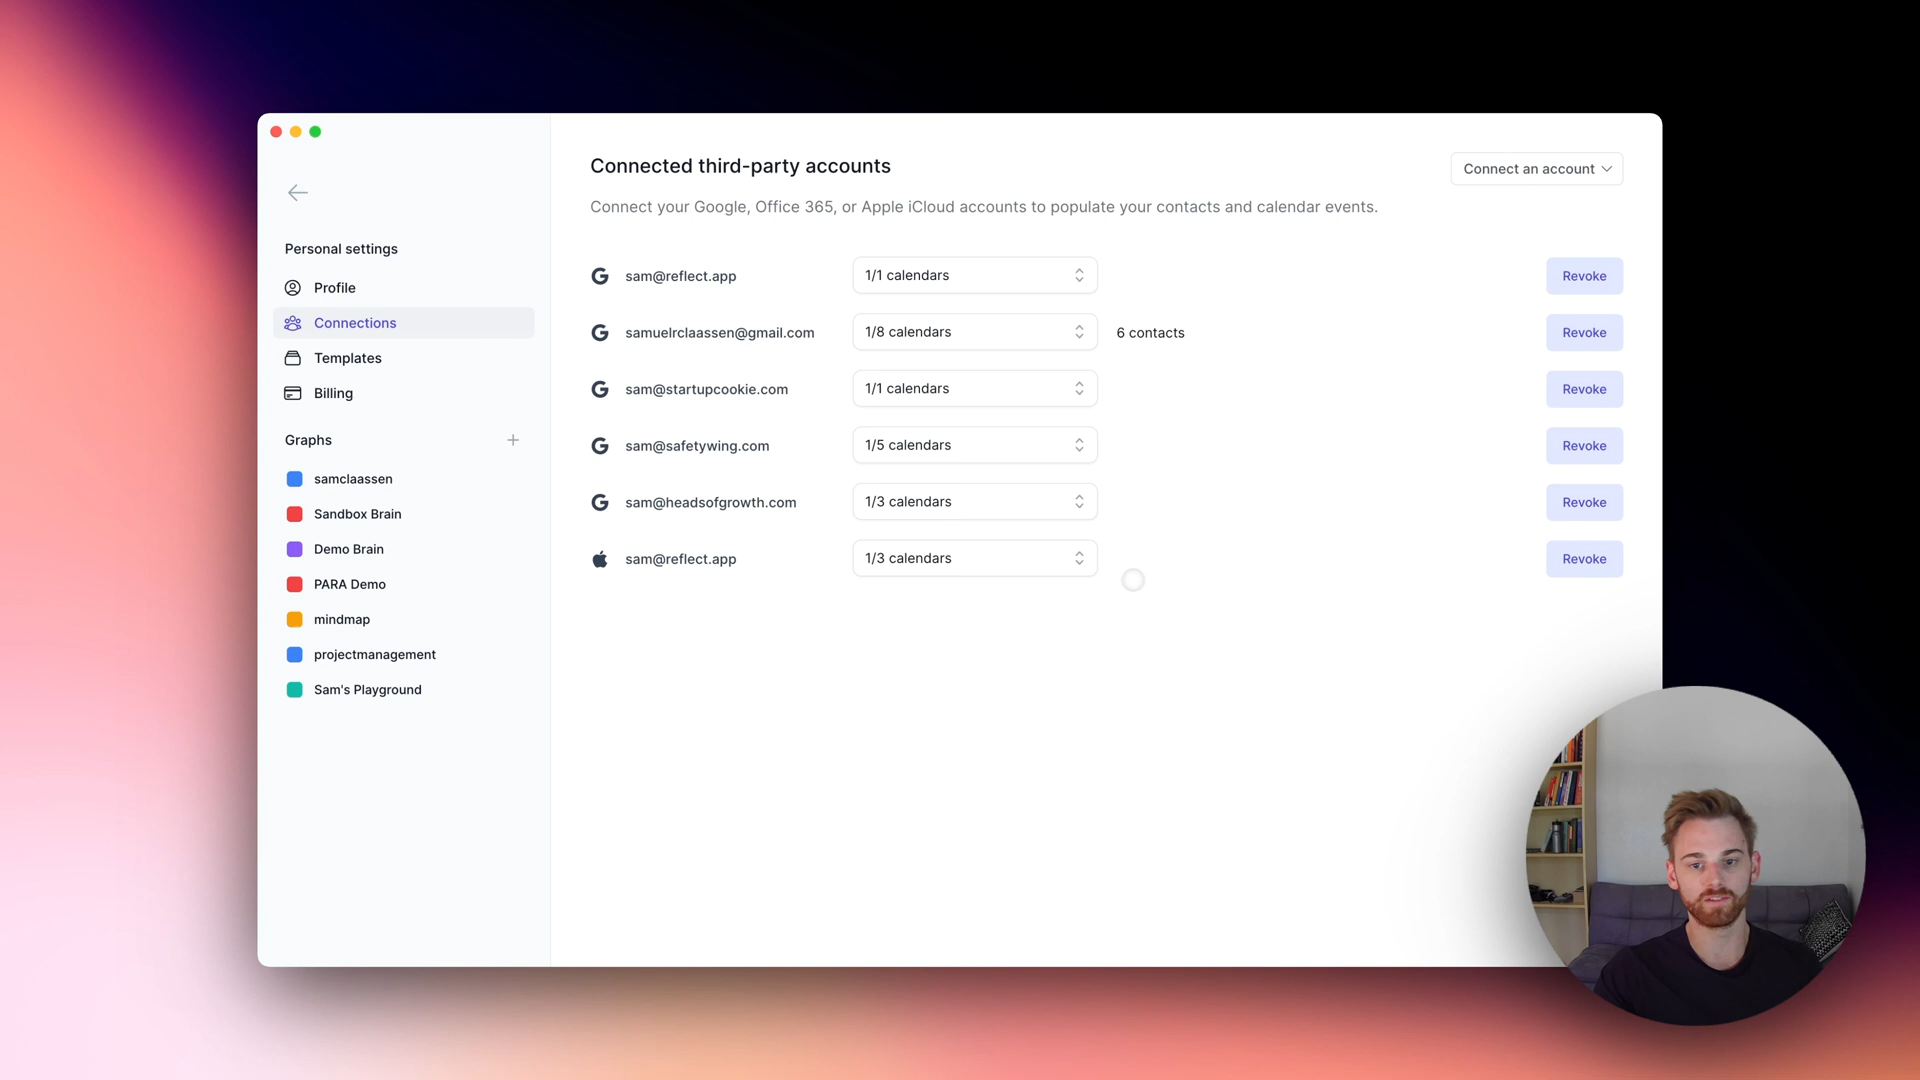 Connected third-party accounts
Connect an account
Connect your Google, Office 365, or Apple iCloud accounts to populate your contacts and calendar events.
Personal settings
Profile
Connections
Templates
Billing
Graphs
samclaassen
Sandbox Brain
Demo Brain
PARA Demo
mindmap
projectmanagement
Sam's Playground
sam@reflect.app 1/1 calendars Revoke
samuelrclaassen@gmail.com 1/8 calendars 6 contacts Revoke
sam@startupcookie.com 1/1 calendars Revoke
sam@safetywing.com 1/5 calendars Revoke
sam@headsofgrowth.com 1/3 calendars Revoke
sam@reflect.app 1/3 calendars Revoke